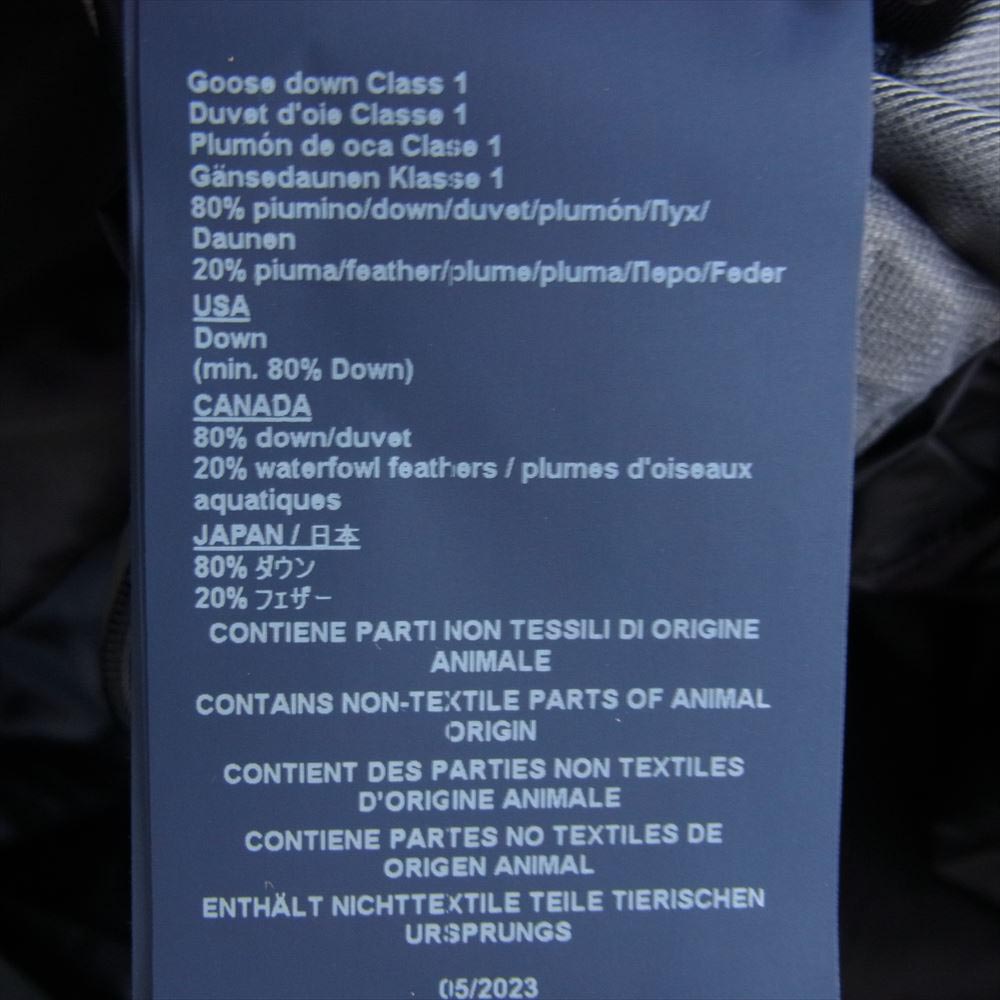 Goose down Class 1
Duvet d'oie Classe 1
Plumón de oca Clase 1
Gänsedaunen Klasse 1
80% piumino/down/duvet/plumón/Пух/
Daunen
20% piuma/feather/plume/pluma/Перо/Feder
USA
Down
(min. 80% Down)
CANADA
80% down/duvet
20% waterfowl feathers / plumes d'oiseaux
aquatiques
JAPAN / 日本
80% ダウン
20% フェザー
CONTIENE PARTI NON TESSILI DI ORIGINE
ANIMALE
CONTAINS NON-TEXTILE PARTS OF ANIMAL
ORIGIN
CONTIENT DES PARTIES NON TEXTILES
D'ORIGINE ANIMALE
CONTIENE PARTES NO TEXTILES DE
ORIGEN ANIMAL
ENTHÄLT NICHTTEXTILE TEILE TIERISCHEN
URSPRUNGS
05/2023